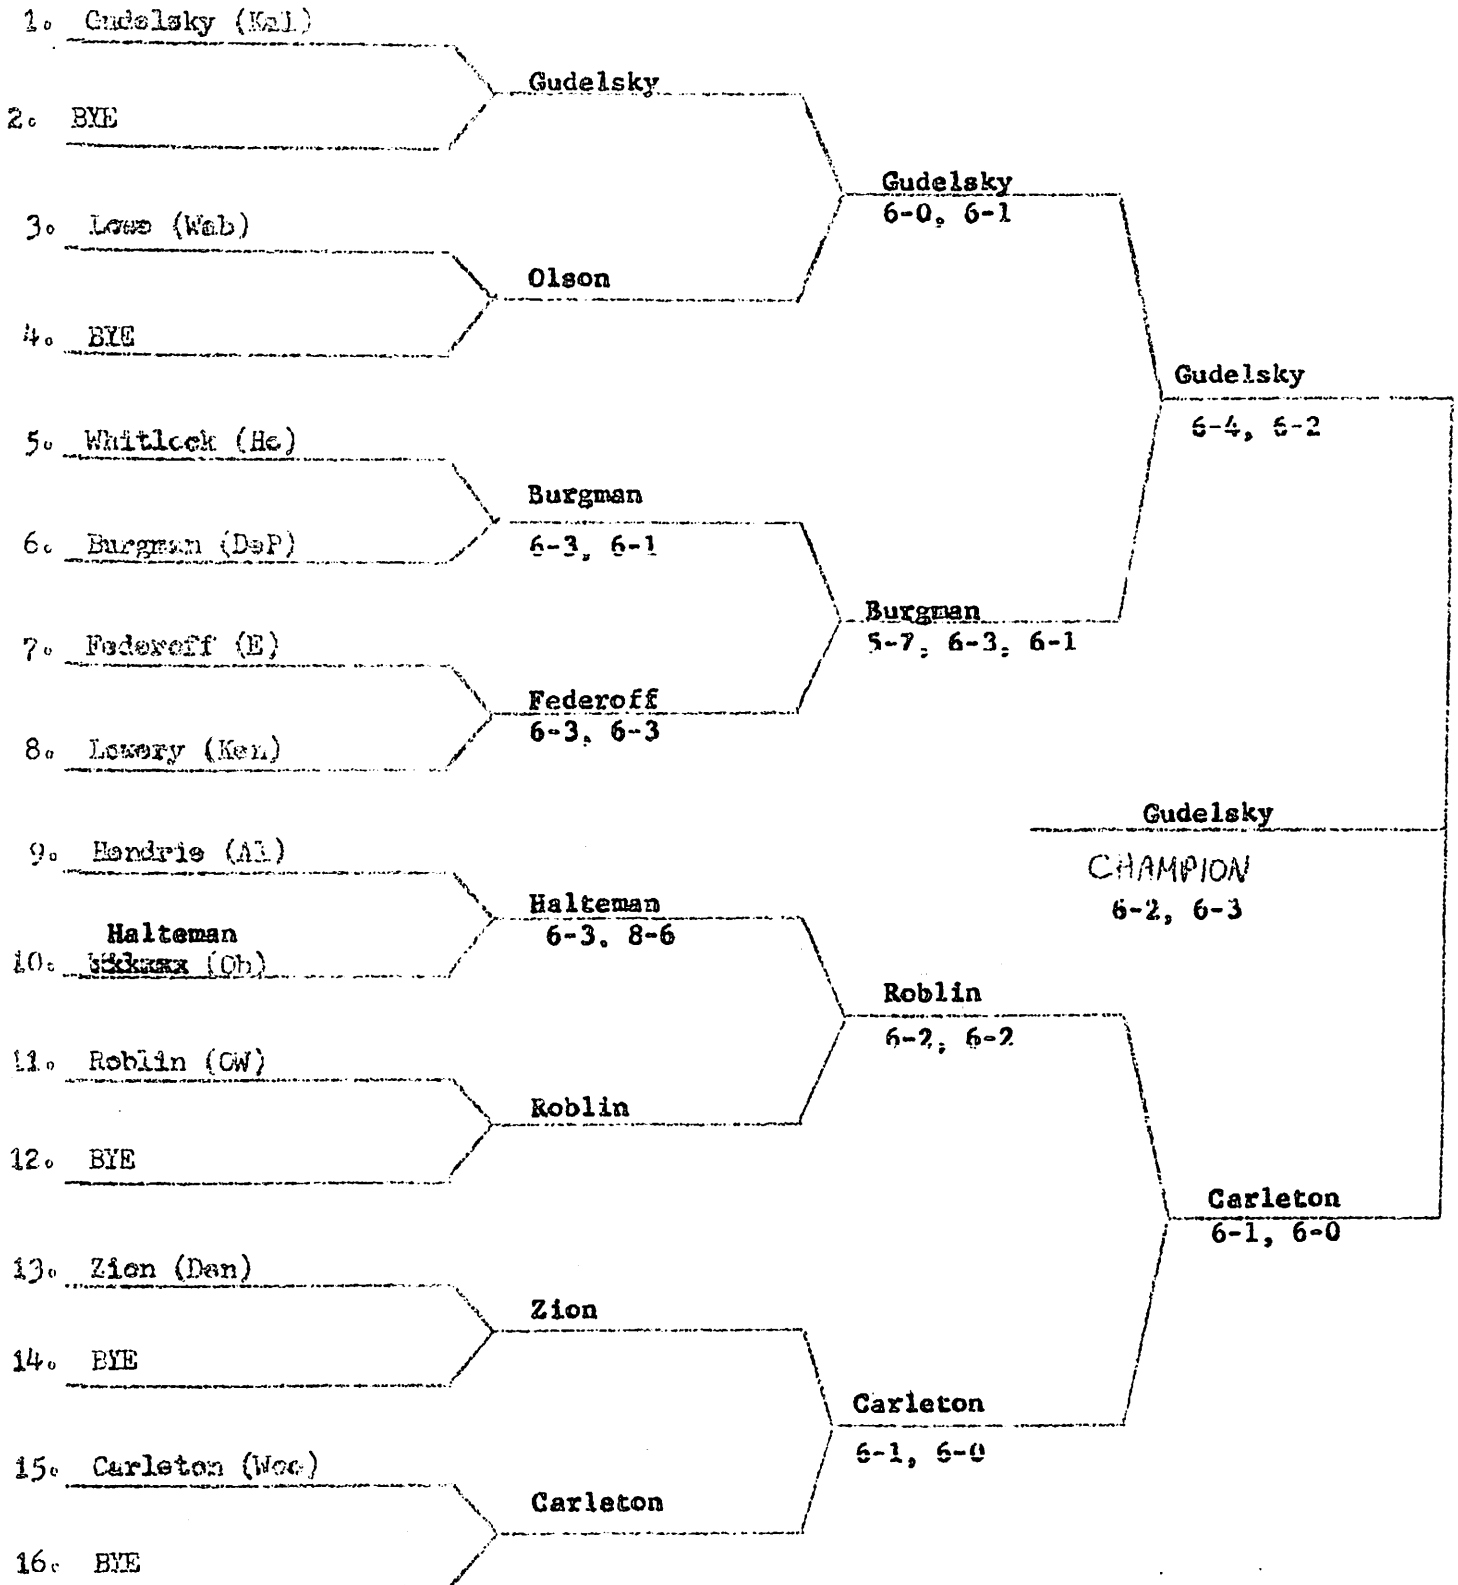 1. Gudelsky (Kal)
Gudelsky
2. BYE
Gudelsky
6-0, 6-1
3. Lowe (Wab)
Olson
4. BYE
Gudelsky
6-4, 6-2
5. Whitlock (Ho)
Burgman
6-3, 6-1
6. Burgman (DeP)
Burgman
5-7, 6-3, 6-1
7. Federoff (E)
Federoff
6-3, 6-3
8. Lowery (Ken)
Gudelsky
CHAMPION
6-2, 6-3
9. Hendrie (Al)
Halteman
6-3, 8-6
Halteman
10. (Ob)
Roblin
6-2, 6-2
11. Roblin (OW)
Roblin
12. BYE
Carleton
6-1, 6-0
13. Zion (Den)
Zion
14. BYE
Carleton
6-1, 6-0
15. Carleton (Woo)
Carleton
16. BYE